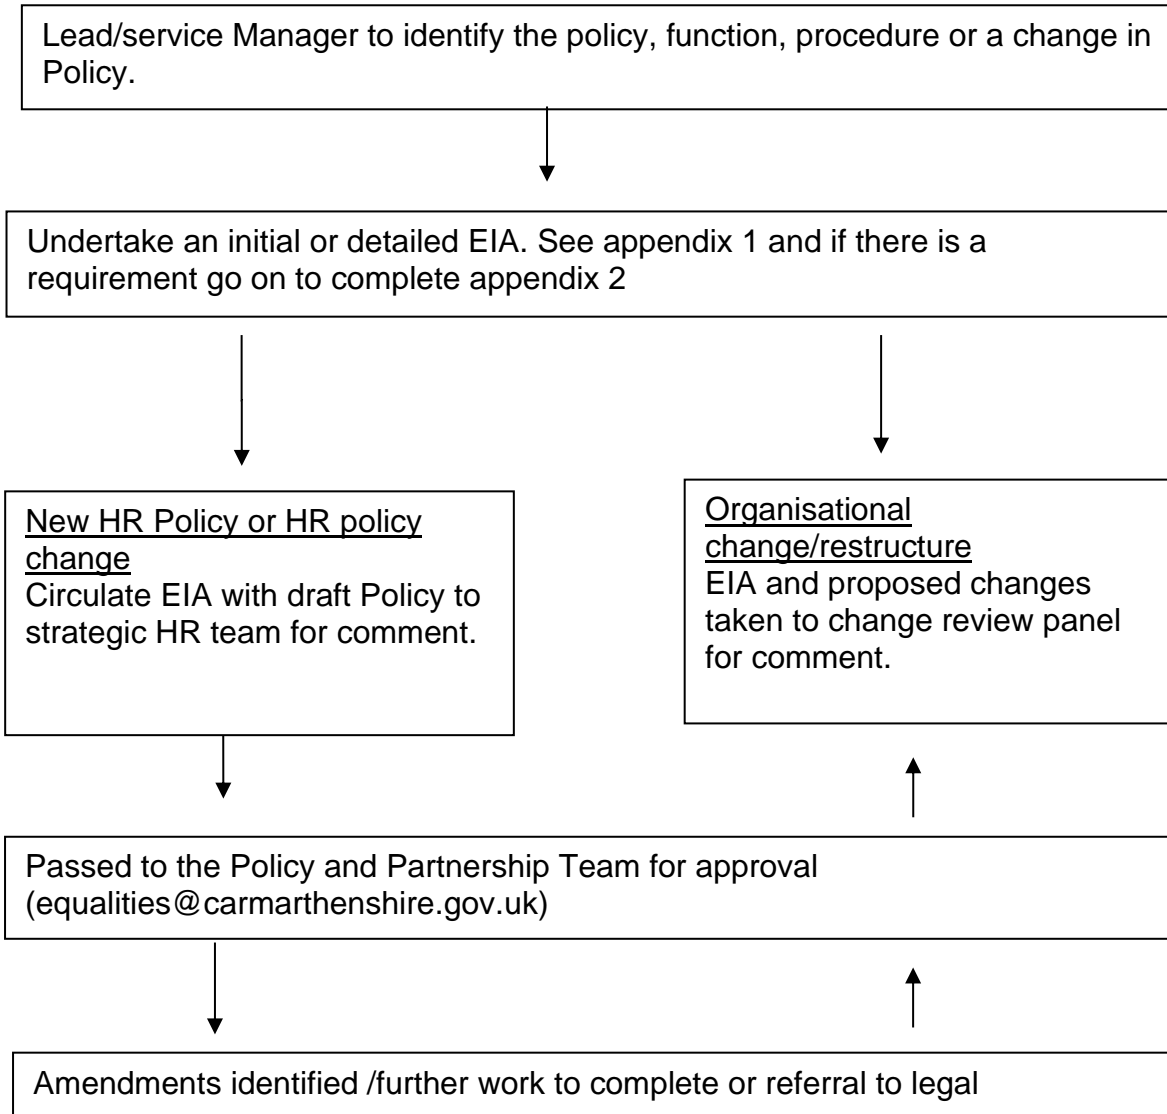 Lead/service Manager to identify the policy, function, procedure or a change in
Policy.
Undertake an initial or detailed EIA. See appendix 1 and if there is a
requirement go on to complete appendix 2
New HR Policy or HR policy
change
Circulate EIA with draft Policy to
strategic HR team for comment.
Organisational
change/restructure
EIA and proposed changes
taken to change review panel
for comment.
Passed to the Policy and Partnership Team for approval
(equalities@carmarthenshire.gov.uk)
Amendments identified /further work to complete or referral to legal